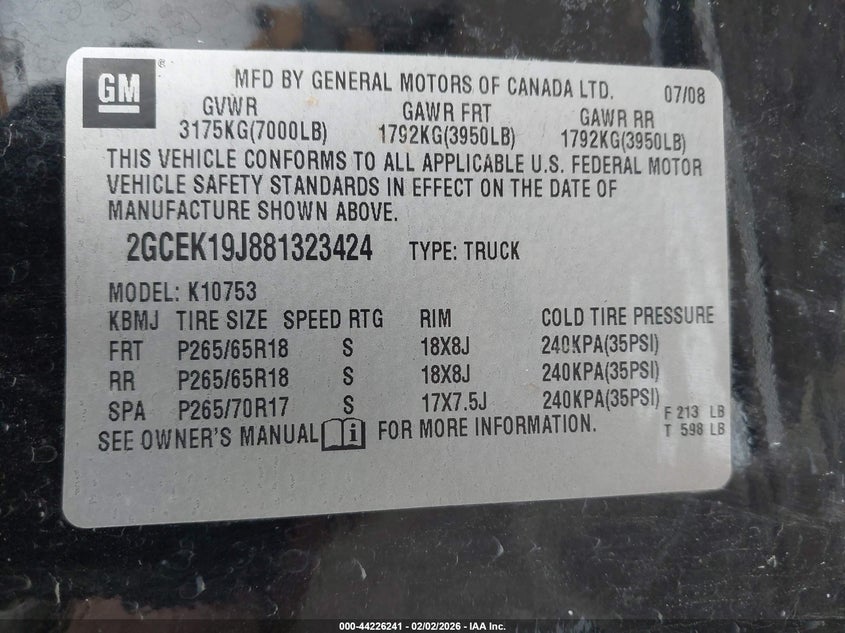 GM ®
MFD BY GENERAL MOTORS OF CANADA LTD. 07/08
GVWR GAWR FRT GAWR RR
3175KG(7000LB) 1792KG(3950LB) 1792KG(3950LB)
THIS VEHICLE CONFORMS TO ALL APPLICABLE U.S. FEDERAL MOTOR
VEHICLE SAFETY STANDARDS IN EFFECT ON THE DATE OF
MANUFACTURE SHOWN ABOVE.
2GCEK19J881323424 TYPE: TRUCK
MODEL: K10753
KBMJ TIRE SIZE SPEED RTG RIM COLD TIRE PRESSURE
FRT P265/65R18 S 18X8J 240KPA(35PSI)
RR P265/65R18 S 18X8J 240KPA(35PSI)
SPA P265/70R17 S 17X7.5J 240KPA(35PSI)
F 213 LB
T 598 LB
SEE OWNER'S MANUAL i FOR MORE INFORMATION.
000-44226241 / 02/02/2026 - IAA Inc.